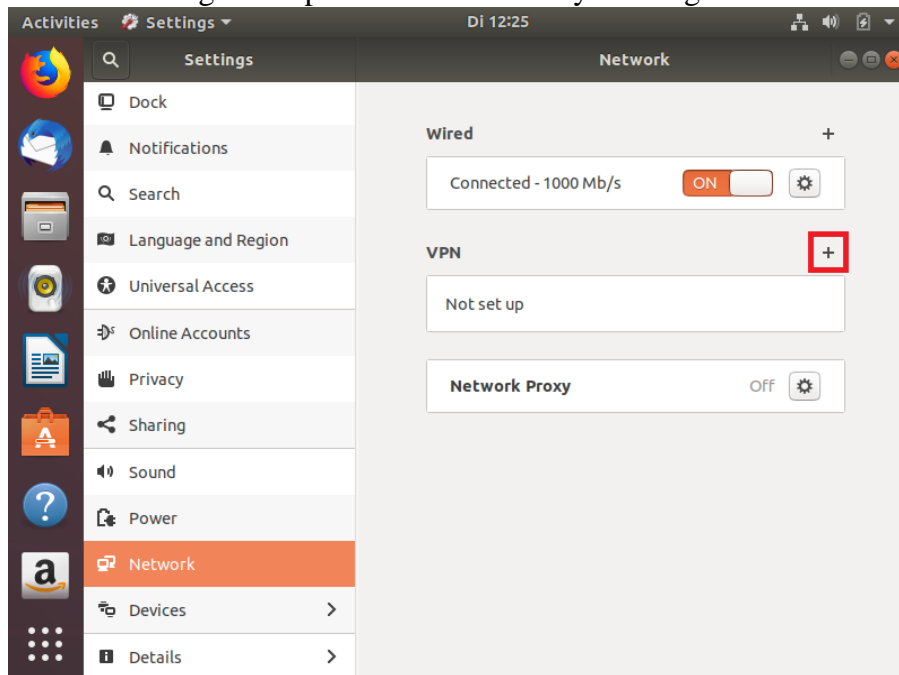 Activities Settings Di 12:25
Settings Network
Dock
Notifications
Search
Language and Region
Universal Access
Online Accounts
Privacy
Sharing
Sound
Power
Network
Devices
Details
Wired +
Connected - 1000 Mb/s ON
VPN +
Not set up
Network Proxy Off